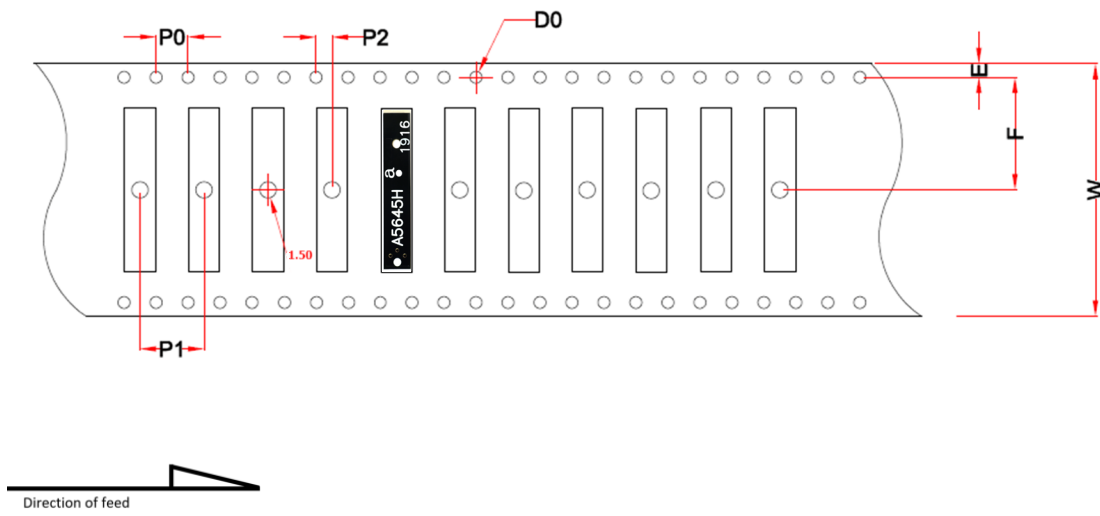 D0
P0
P2
E
F
W
1916
a
A5645H
1.50
P1
Direction of feed